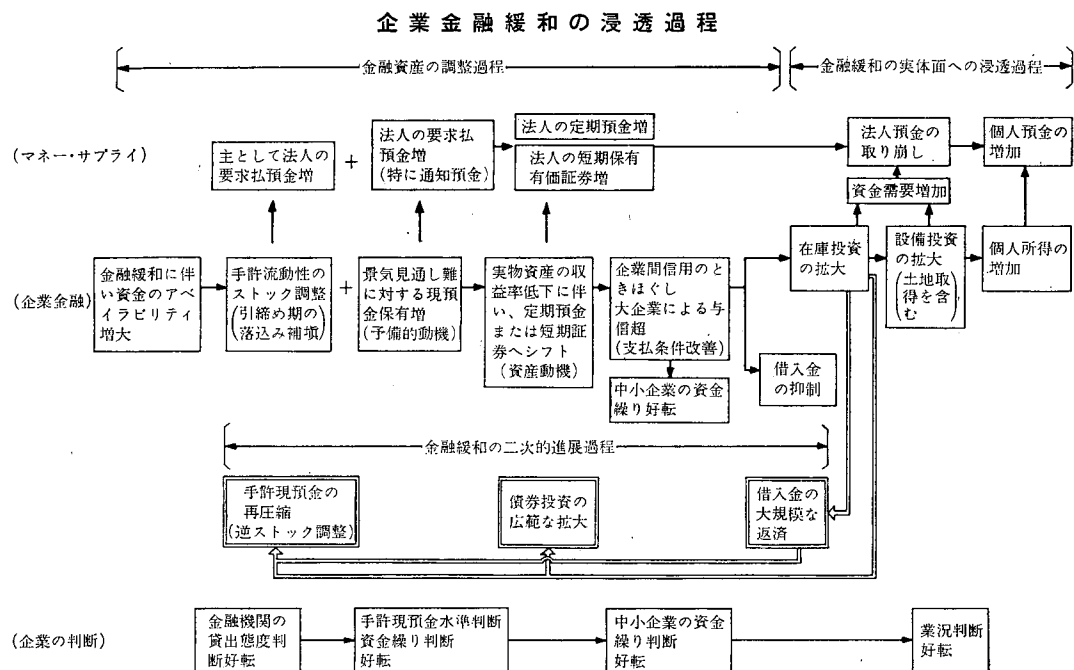 企業金融緩和の浸透過程
金融資産の調整過程
金融緩和の実体面への浸透過程
(マネー・サプライ)
主として法人の
要求払預金増
+
法人の要求払
預金増
(特に通知預金)
法人の定期預金増
法人の短期保有
有価証券増
法人預金の
取り崩し
個人預金の
増加
資金需要増加
(企業金融)
金融緩和に伴
い資金のアベ
イラビリティ
増大
手許流動性の
ストック調整
(引締め期の
落込み補塡)
+
景気見通し難
に対する現預
金保有増
(予備的動機)
実物資産の収
益率低下に伴
い、定期預金
または短期証
券へシフト
(資産動機)
企業間信用のと
きほぐし
大企業による与
信超
(支払条件改善)
中小企業の資金
繰り好転
在庫投資
の拡大
設備投資
の拡大
(土地取
得を含
む)
個人所得の
増加
借入金
の抑制
金融緩和の二次的進展過程
手許現預金の
再圧縮
(逆ストック調整)
債券投資の
広範な拡大
借入金の
大規模な
返済
(企業の判断)
金融機関の
貸出態度判
断好転
手許現預金水準判断
資金繰り判断
好転
中小企業の資金
繰り判断
好転
業況判断
好転